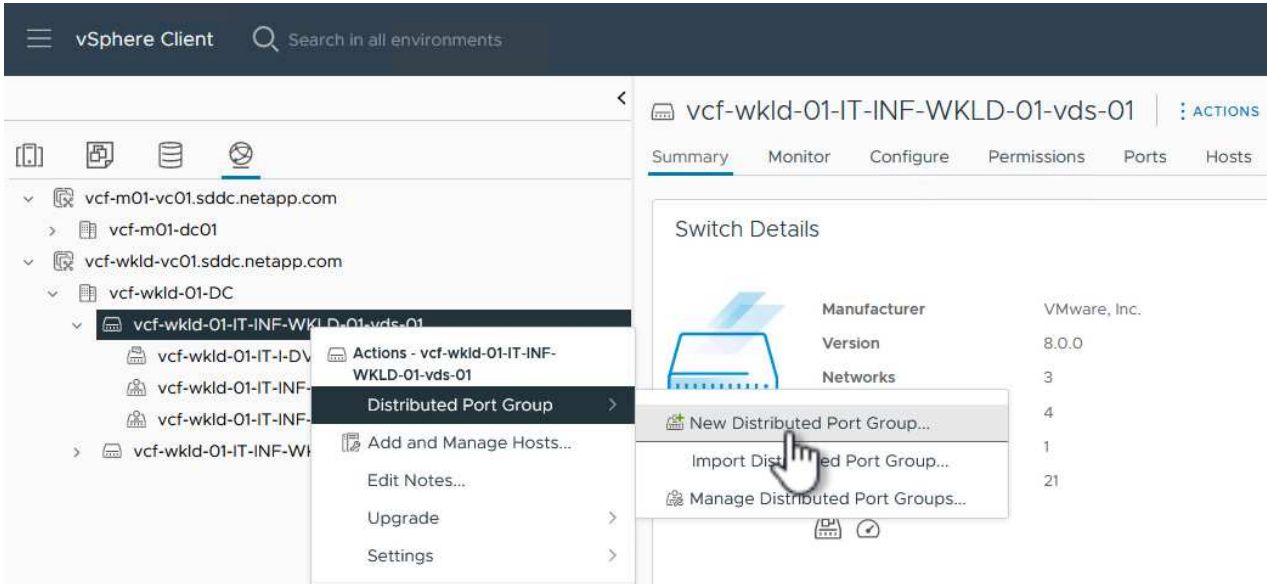 vSphere Client
Search in all environments
vcf-wkld-01-IT-INF-WKLD-01-vds-01
ACTIONS
Summary Monitor Configure Permissions Ports Hosts
vcf-m01-vc01.sddc.netapp.com
vcf-m01-dc01
vcf-wkld-vc01.sddc.netapp.com
vcf-wkld-01-DC
vcf-wkld-01-IT-INF-WKLD-01-vds-01
vcf-wkld-01-IT-I-DV
vcf-wkld-01-IT-INF-
vcf-wkld-01-IT-INF-
vcf-wkld-01-IT-INF-W
Actions - vcf-wkld-01-IT-INF-
WKLD-01-vds-01
Distributed Port Group
Add and Manage Hosts...
Edit Notes...
Upgrade
Settings
New Distributed Port Group...
Import Distributed Port Group...
Manage Distributed Port Groups...
Switch Details
Manufacturer VMware, Inc.
Version 8.0.0
Networks 3
4
1
21